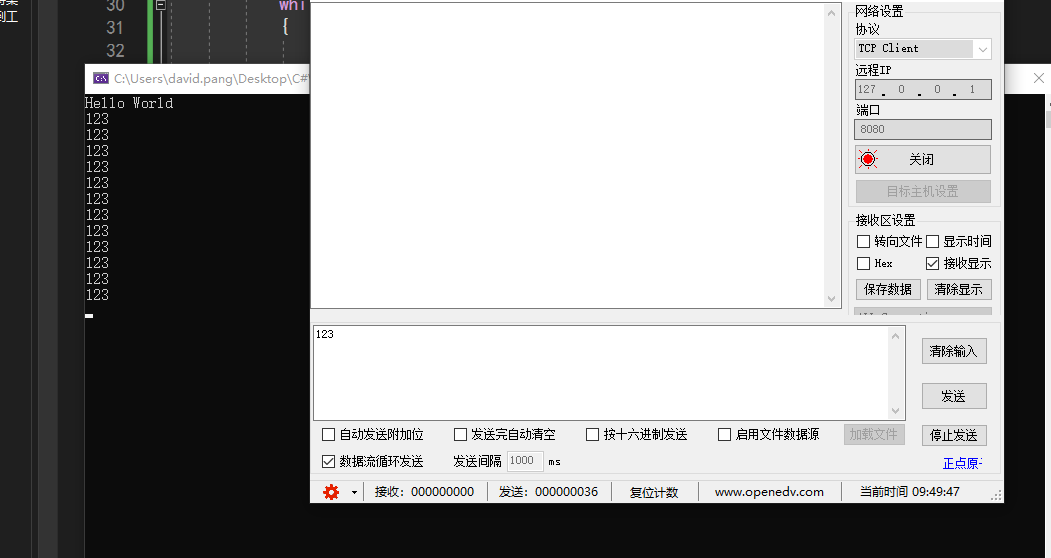 到工
30
31
32
whi
{
C:\Users\david.pang\Desktop\C#
Hello World
123
123
123
123
123
123
123
123
123
123
123
123
网络设置
协议
TCP Client
远程IP
127 . 0 . 0 . 1
端口
8080
关闭
目标主机设置
接收区设置
转向文件 显示时间
Hex 接收显示
保存数据 清除显示
123
清除输入
发送
停止发送
自动发送附加位 发送完自动清空 按十六进制发送 启用文件数据源 加载文件
数据流循环发送 发送间隔 1000 ms
正点原
接收：000000000 发送：000000036 复位计数 www.openedv.com 当前时间 09:49:47